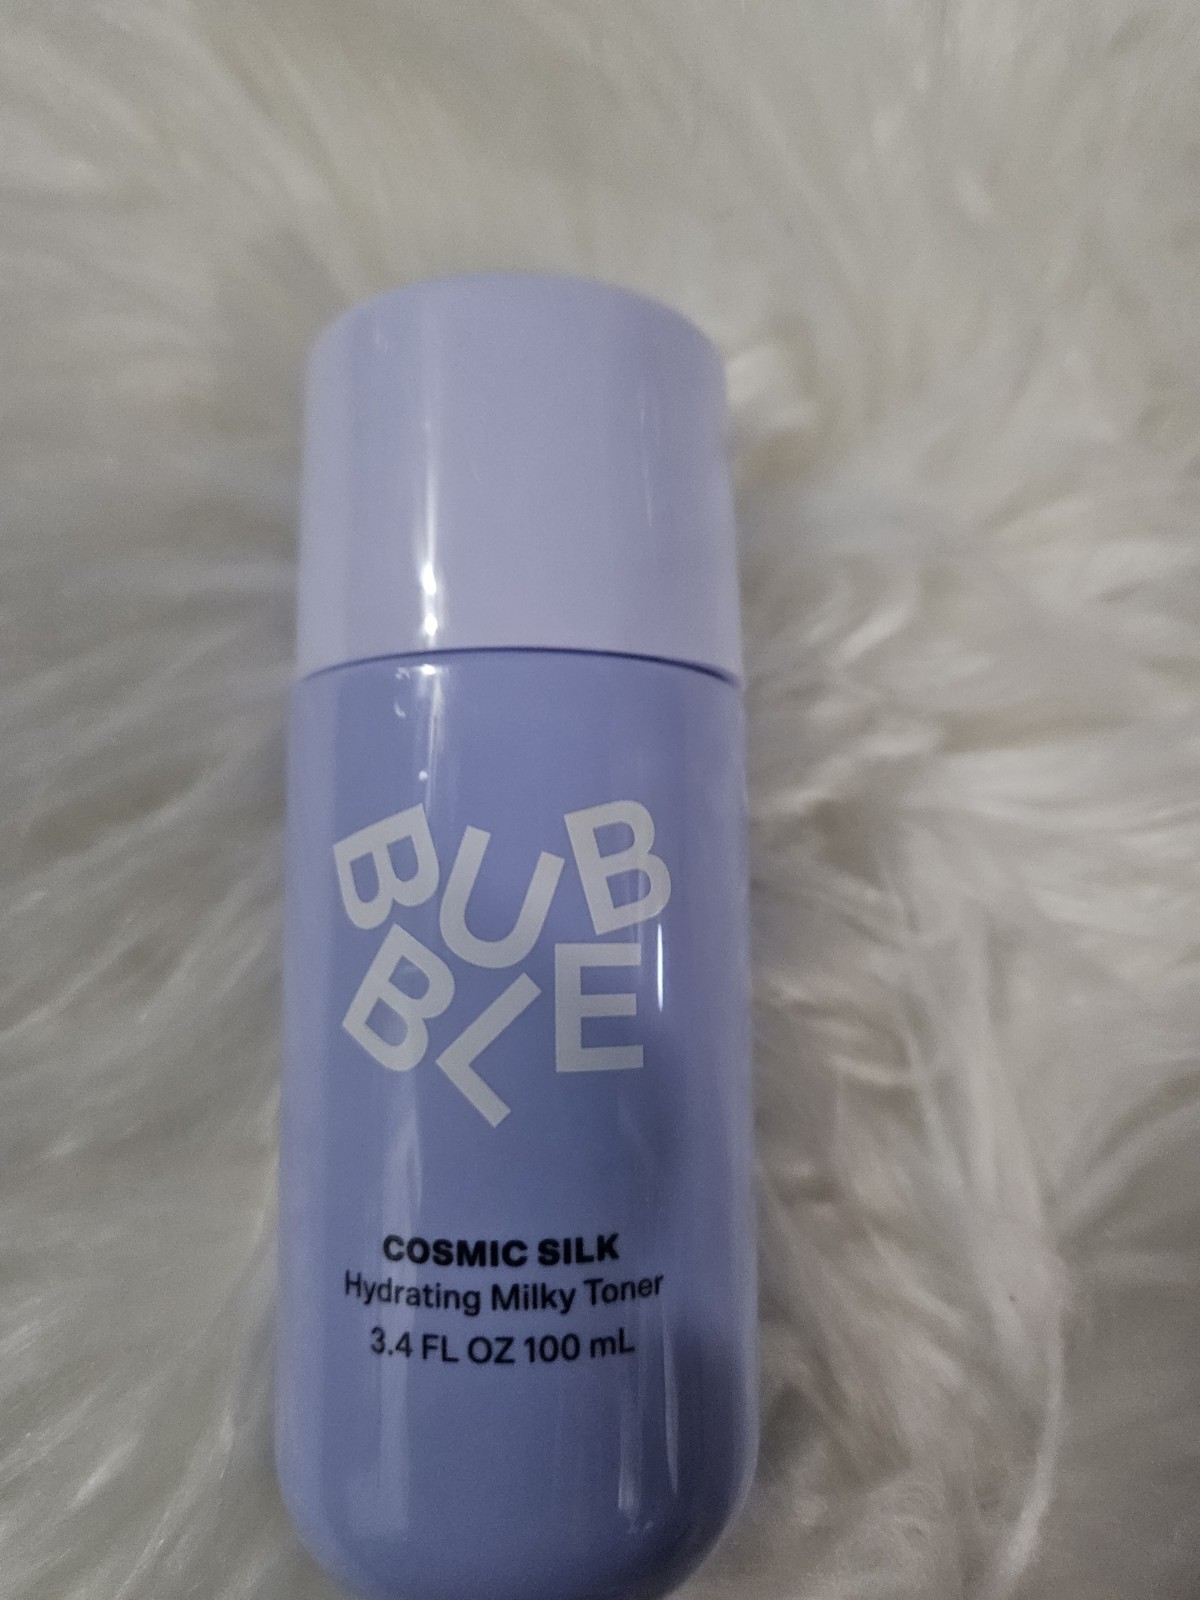 BUB
BLE
COSMIC SILK
Hydrating Milky Toner
3.4 FL OZ 100 mL